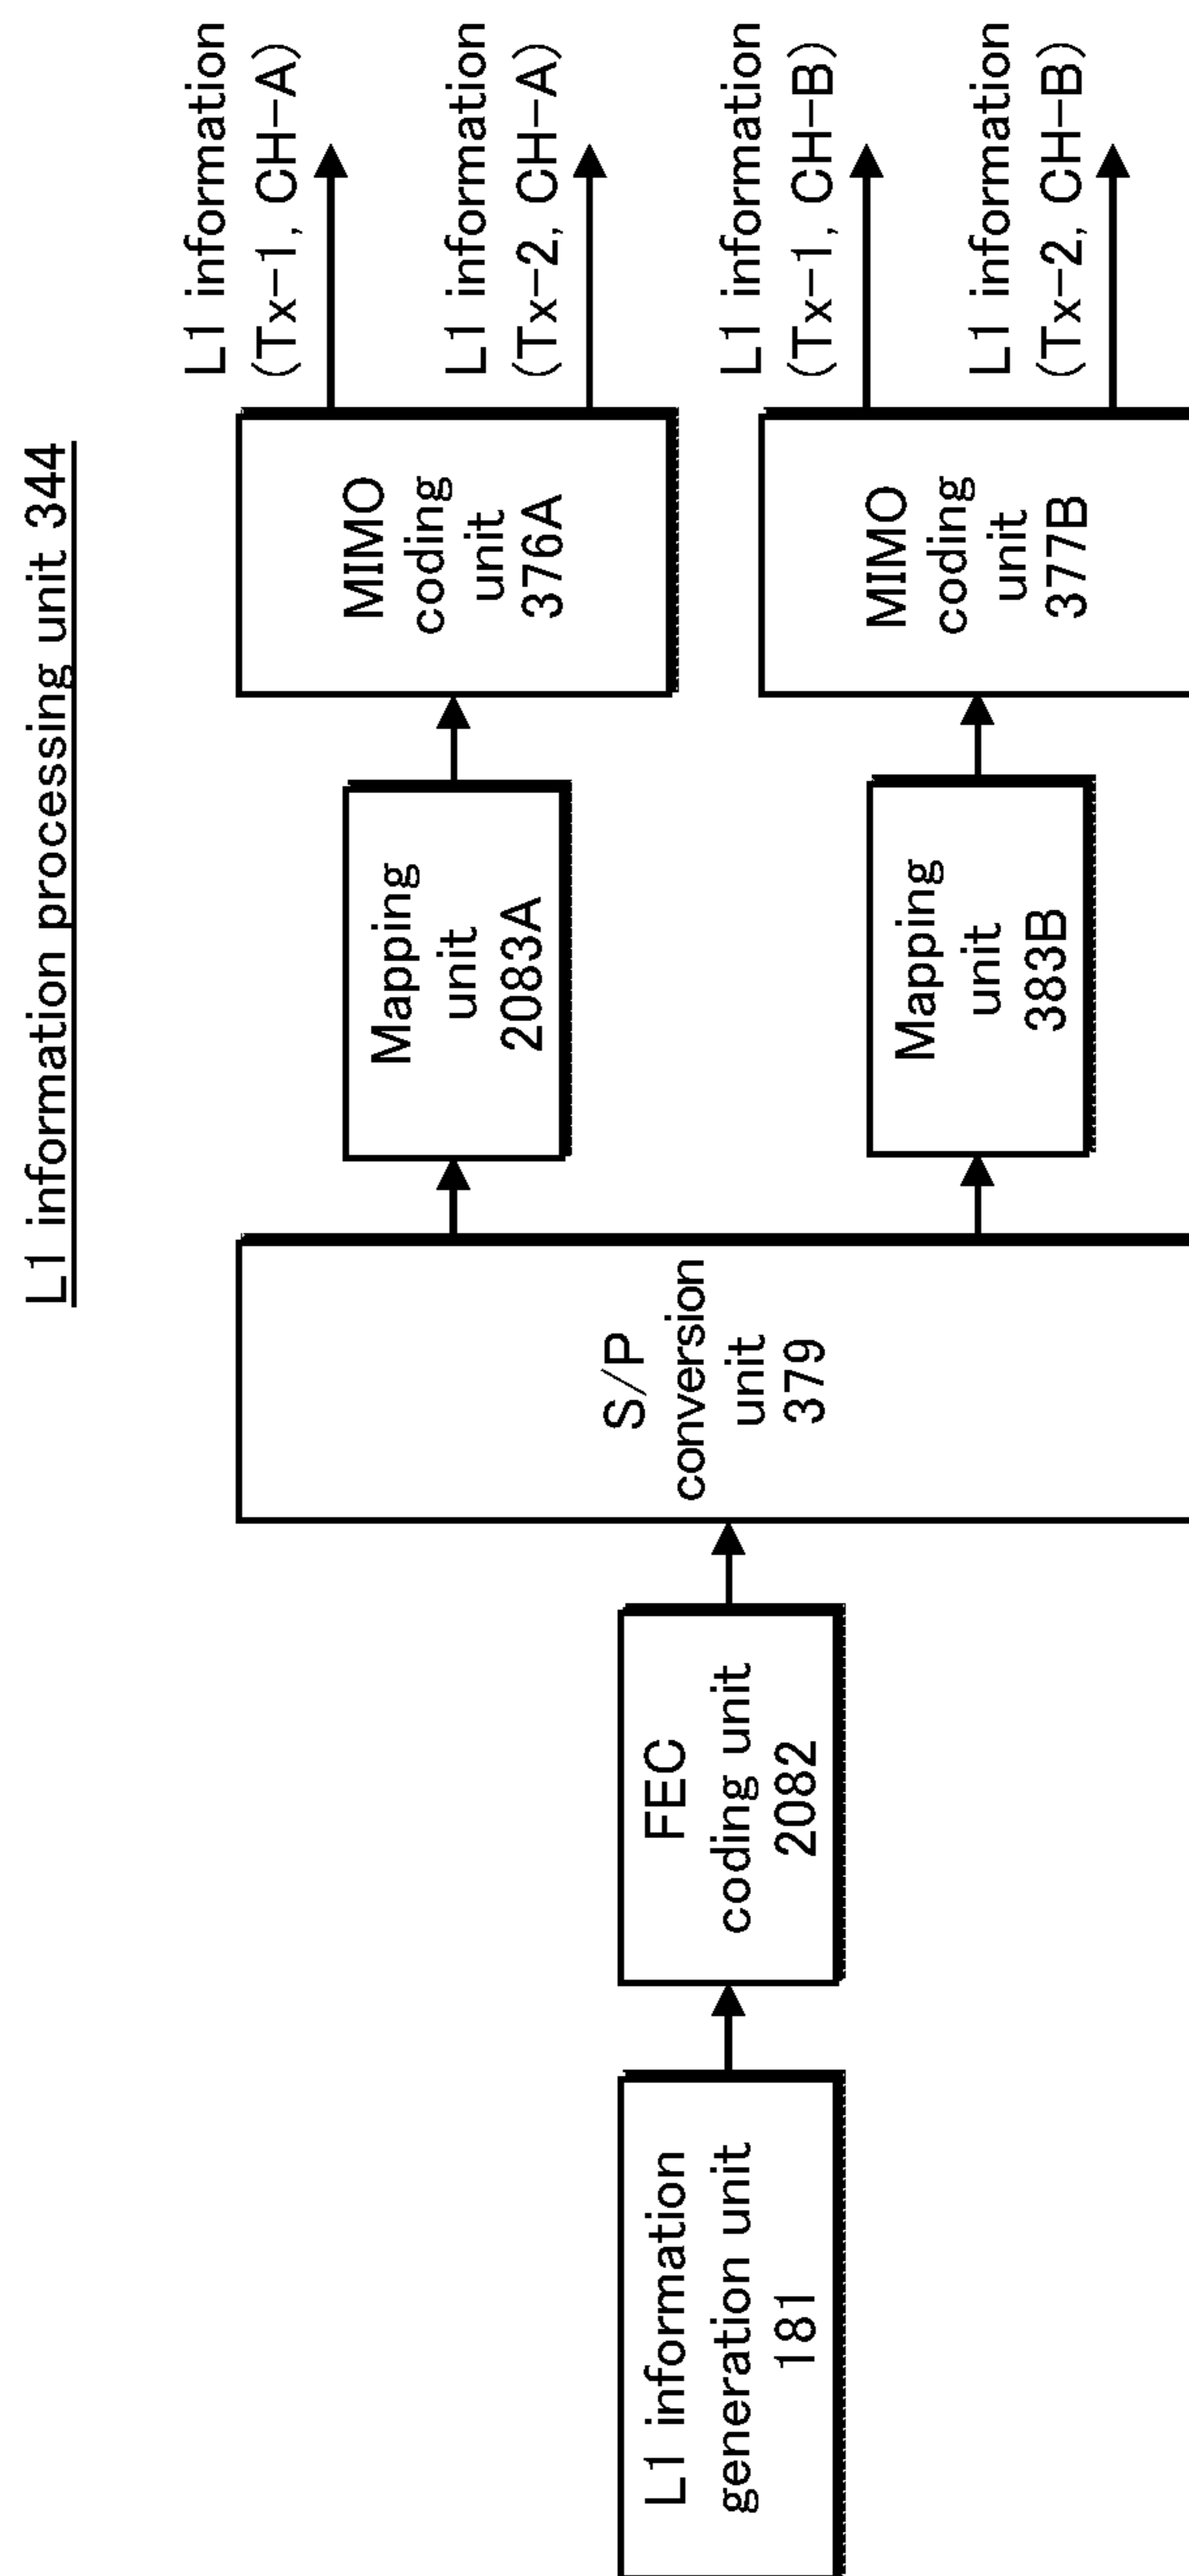 L1 information processing unit 344
L1 information
generation unit
181
FEC
coding unit
2082
S/P
conversion
unit
379
Mapping
unit
2083A
MIMO
coding
unit
376A
L1 information
(Tx-1, CH-A)
L1 information
(Tx-2, CH-A)
Mapping
unit
383B
MIMO
coding
unit
377B
L1 information
(Tx-1, CH-B)
L1 information
(Tx-2, CH-B)